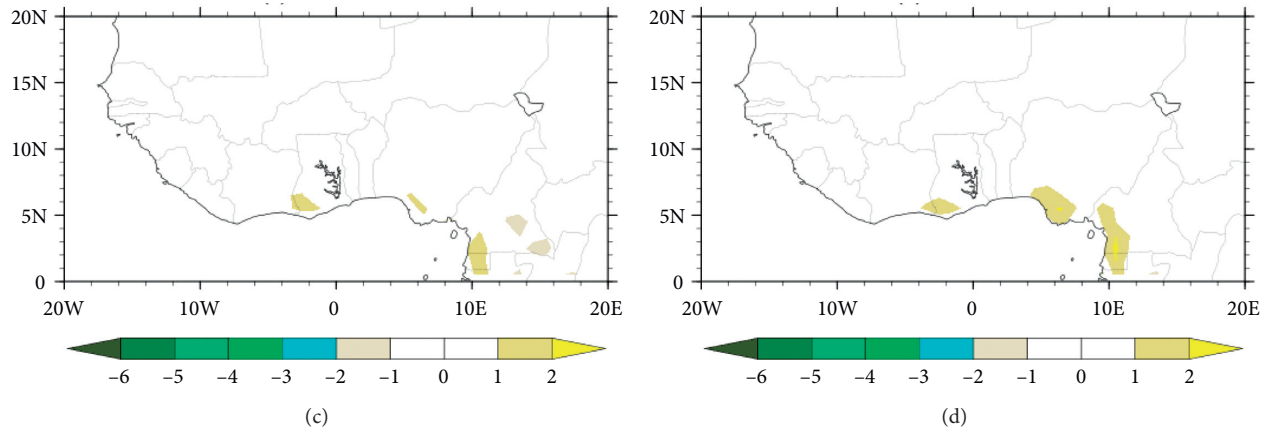 20N 20N
15N 15N
10N 10N
5N 5N
0 0
20W 10W 0 10E 20E 20W 10W 0 10E 20E
–6 –5 –4 –3 –2 –1 0 1 2 –6 –5 –4 –3 –2 –1 0 1 2
(c) (d)